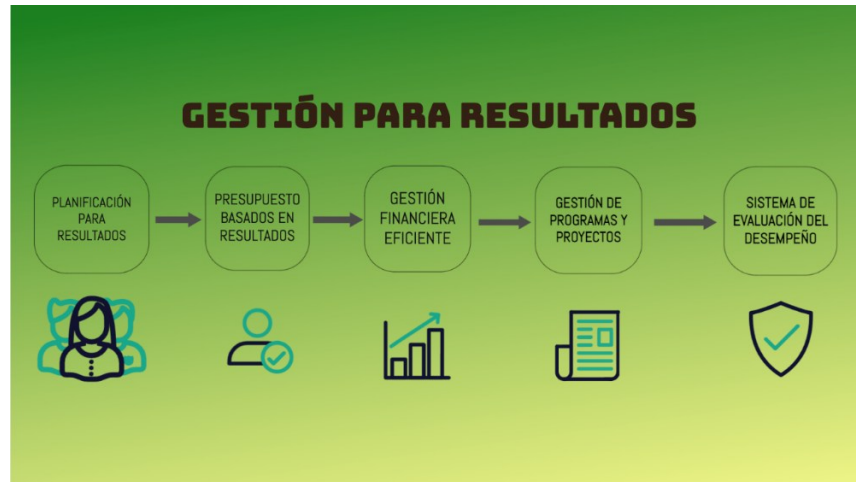 GESTIÓN PARA RESULTADOS
PLANIFICACIÓN
PARA
RESULTADOS
PRESUPUESTO
BASADOS EN
RESULTADOS
GESTIÓN
FINANCIERA
EFICIENTE
GESTIÓN DE
PROGRAMAS Y
PROYECTOS
SISTEMA DE
EVALUACIÓN DEL
DESEMPEÑO